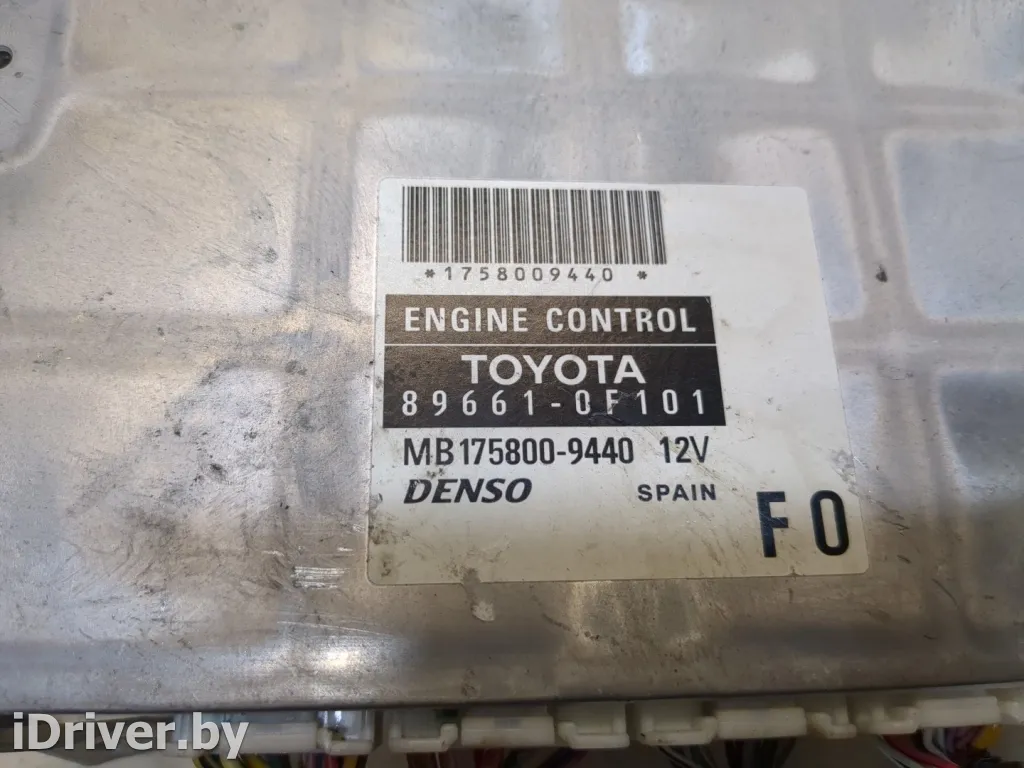 *1758009440*
ENGINE CONTROL
TOYOTA
89661-0F101
MB175800-9440 12V
DENSO SPAIN
F0
iDriver.by